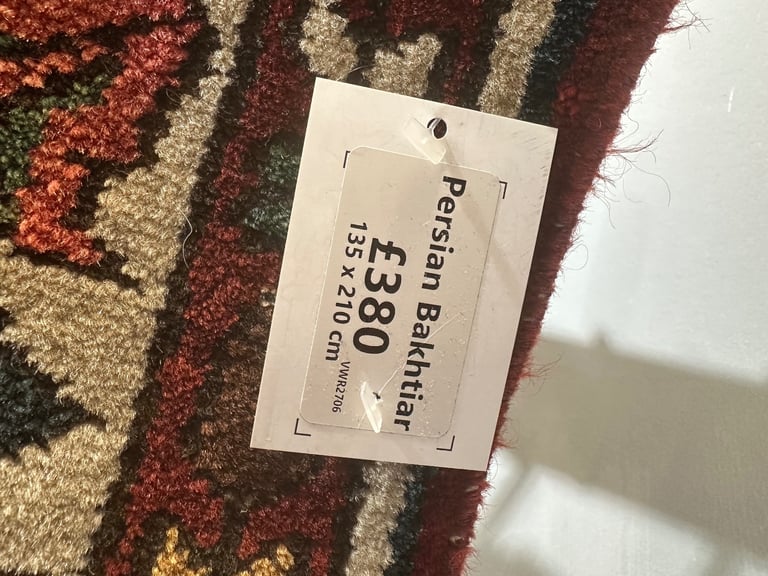 Persian Bakhtiar
£380
135 x 210 cm
VWR2706